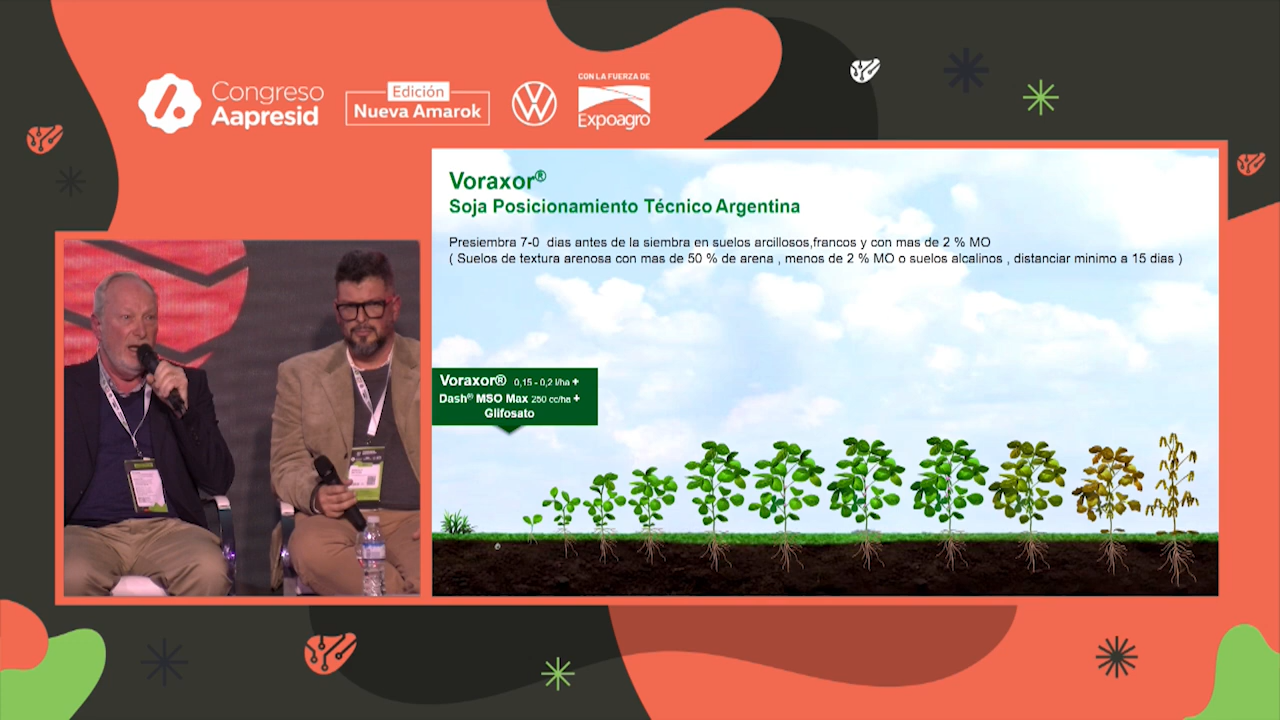 Congreso
Aapresid
Edición
Nueva Amarok
CON LA FUERZA DE
Expoagro
Voraxor®
Soja Posicionamiento Técnico Argentina
Presiembra 7-0 dias antes de la siembra en suelos arcillosos,francos y con mas de 2 % MO
( Suelos de textura arenosa con mas de 50 % de arena , menos de 2 % MO o suelos alcalinos , distanciar minimo a 15 dias )
Voraxor® 0,15 - 0,2 l/ha +
Dash® MSO Max 250 cc/ha +
Glifosato